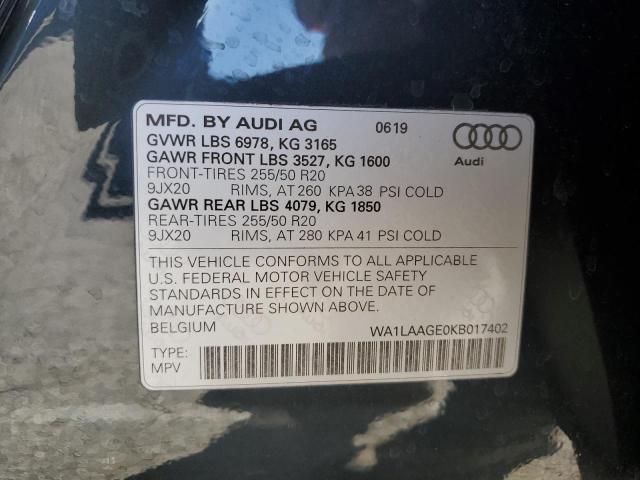 MFD. BY AUDI AG 0619
GVWR LBS 6978, KG 3165
GAWR FRONT LBS 3527, KG 1600
FRONT-TIRES 255/50 R20
9JX20 RIMS, AT 260 KPA 38 PSI COLD
GAWR REAR LBS 4079, KG 1850
REAR-TIRES 255/50 R20
9JX20 RIMS, AT 280 KPA 41 PSI COLD
Audi
THIS VEHICLE CONFORMS TO ALL APPLICABLE
U.S. FEDERAL MOTOR VEHICLE SAFETY
STANDARDS IN EFFECT ON THE DATE OF
MANUFACTURE SHOWN ABOVE.
BELGIUM WA1LAAGE0KB017402
TYPE:
MPV